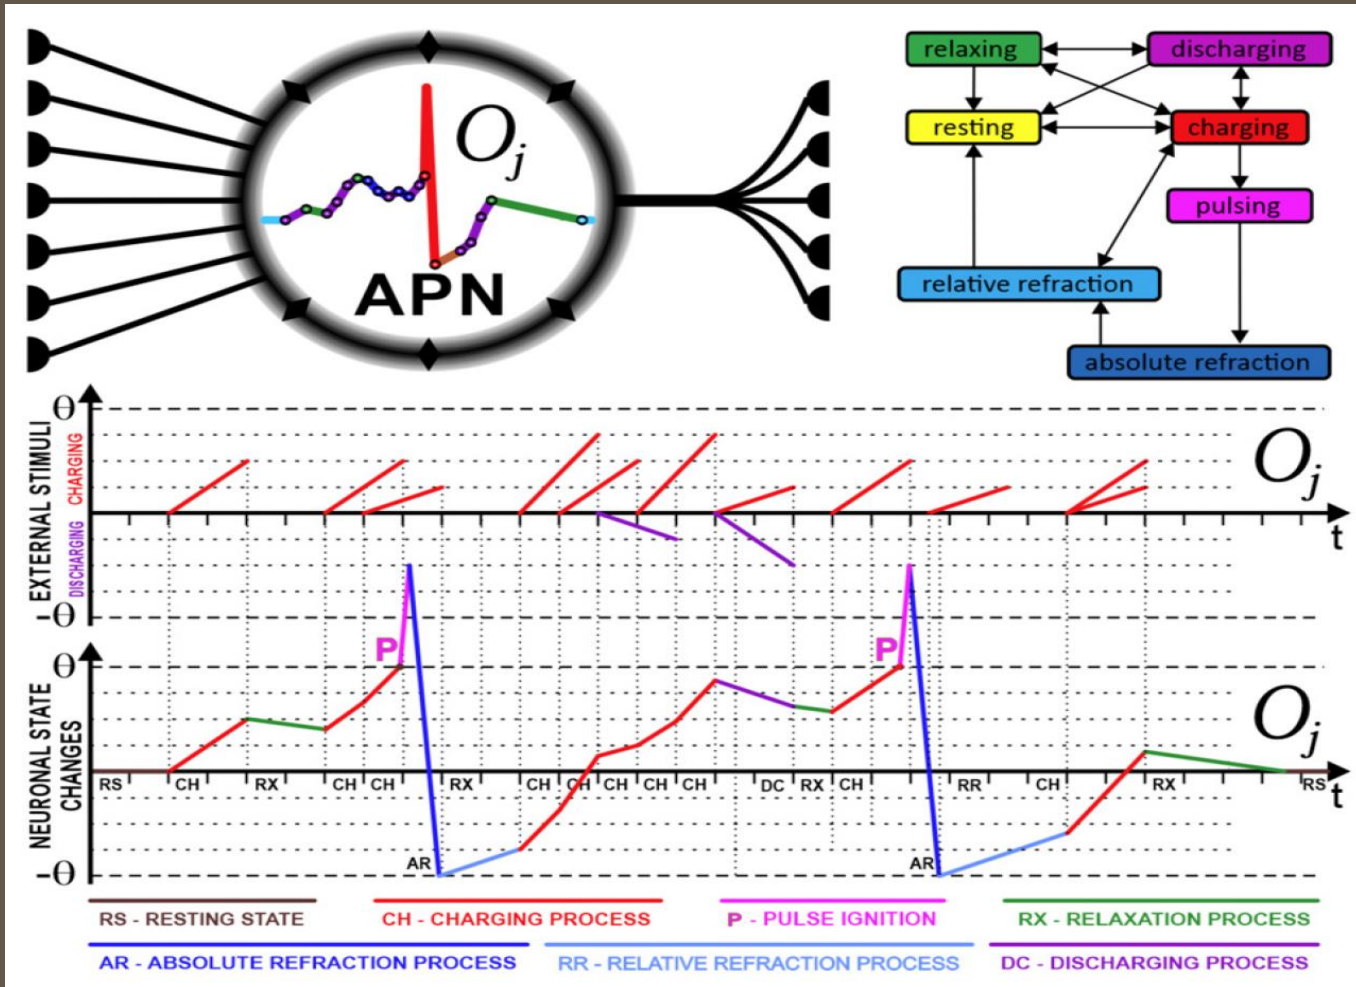 relaxing
discharging
resting
charging
pulsing
relative refraction
absolute refraction
O_j
APN
EXTERNAL STIMULI
DISCHARGING CHARGING
θ
-θ
O_j
t
NEURONAL STATE
CHANGES
θ
-θ
P
P
O_j
t
RS CH RX CH CH RX CH CH CH CH CH DC RX CH RR CH RX RS
AR
AR
RS - RESTING STATE
CH - CHARGING PROCESS
P - PULSE IGNITION
RX - RELAXATION PROCESS
AR - ABSOLUTE REFRACTION PROCESS
RR - RELATIVE REFRACTION PROCESS
DC - DISCHARGING PROCESS